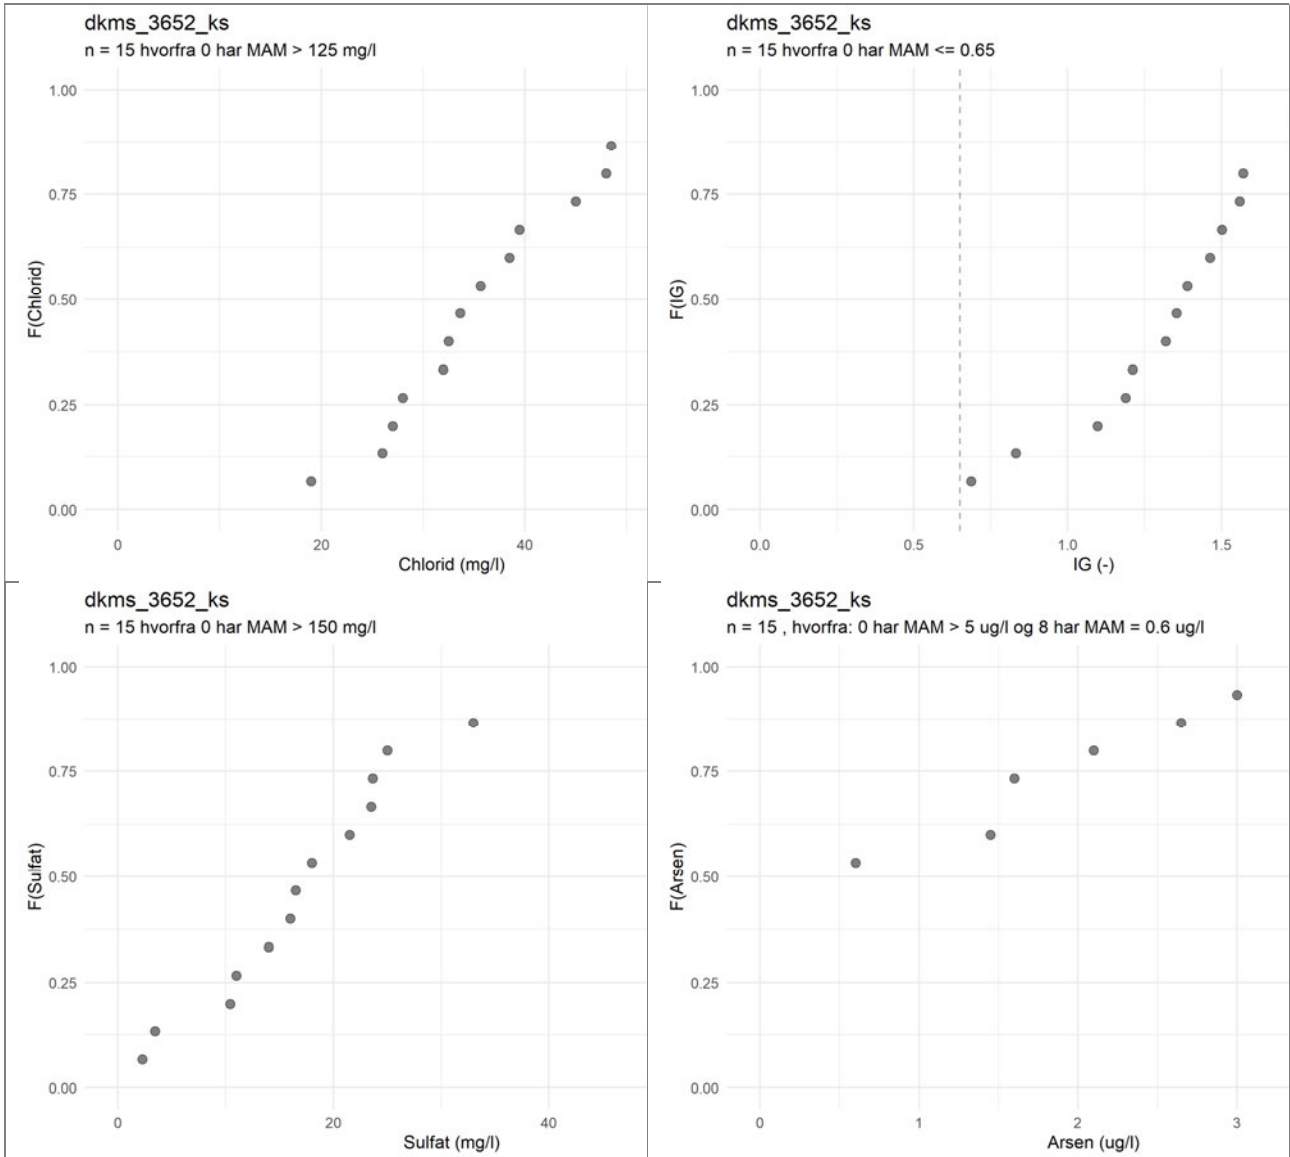 dkms_3652_ks
n = 15 hvorfra 0 har MAM > 125 mg/l
1.00
0.75
0.50
0.25
0.00
F(Chlorid)
0
20
40
Chlorid (mg/l)
dkms_3652_ks
n = 15 hvorfra 0 har MAM <= 0.65
1.00
0.75
0.50
0.25
0.00
F(IG)
0.0
0.5
1.0
1.5
IG (-)
dkms_3652_ks
n = 15 hvorfra 0 har MAM > 150 mg/l
1.00
0.75
0.50
0.25
0.00
F(Sulfat)
0
20
40
Sulfat (mg/l)
dkms_3652_ks
n = 15 , hvorfra: 0 har MAM > 5 ug/l og 8 har MAM = 0.6 ug/l
1.00
0.75
0.50
0.25
0.00
F(Arsen)
0
1
2
3
Arsen (ug/l)